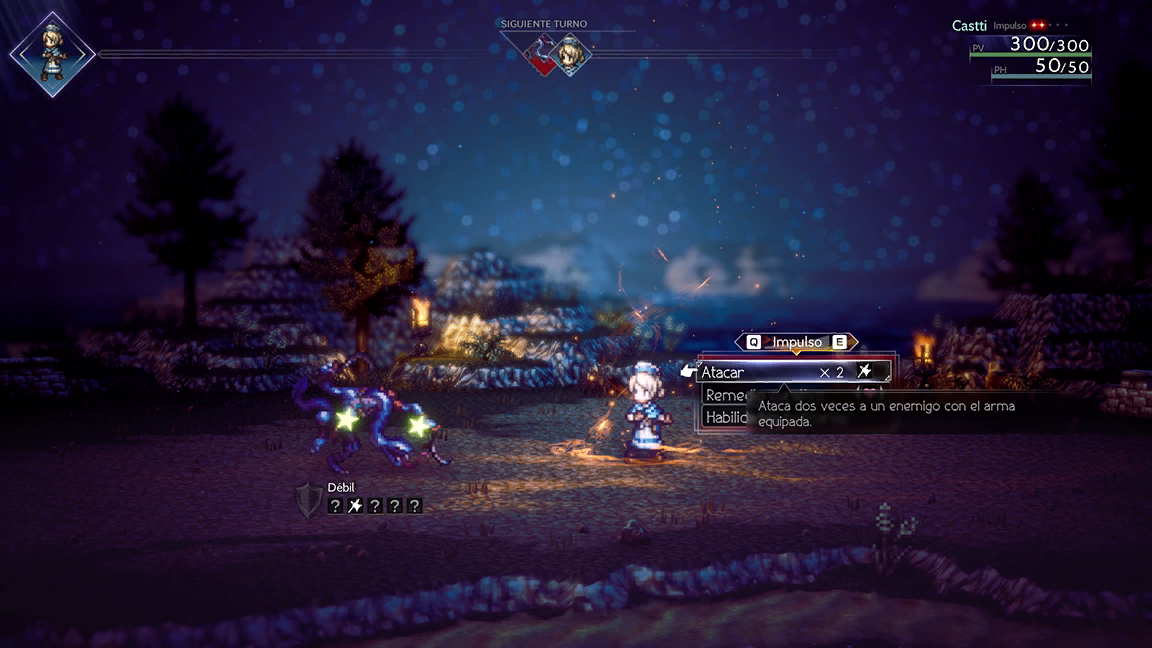 SIGUIENTE TURNO
Castti Impulso
PV 300/300
PH 50/50
Q Impulso E
Atacar × 2
Ataca dos veces a un enemigo con el arma
equipada.
Débil
? ? ? ?